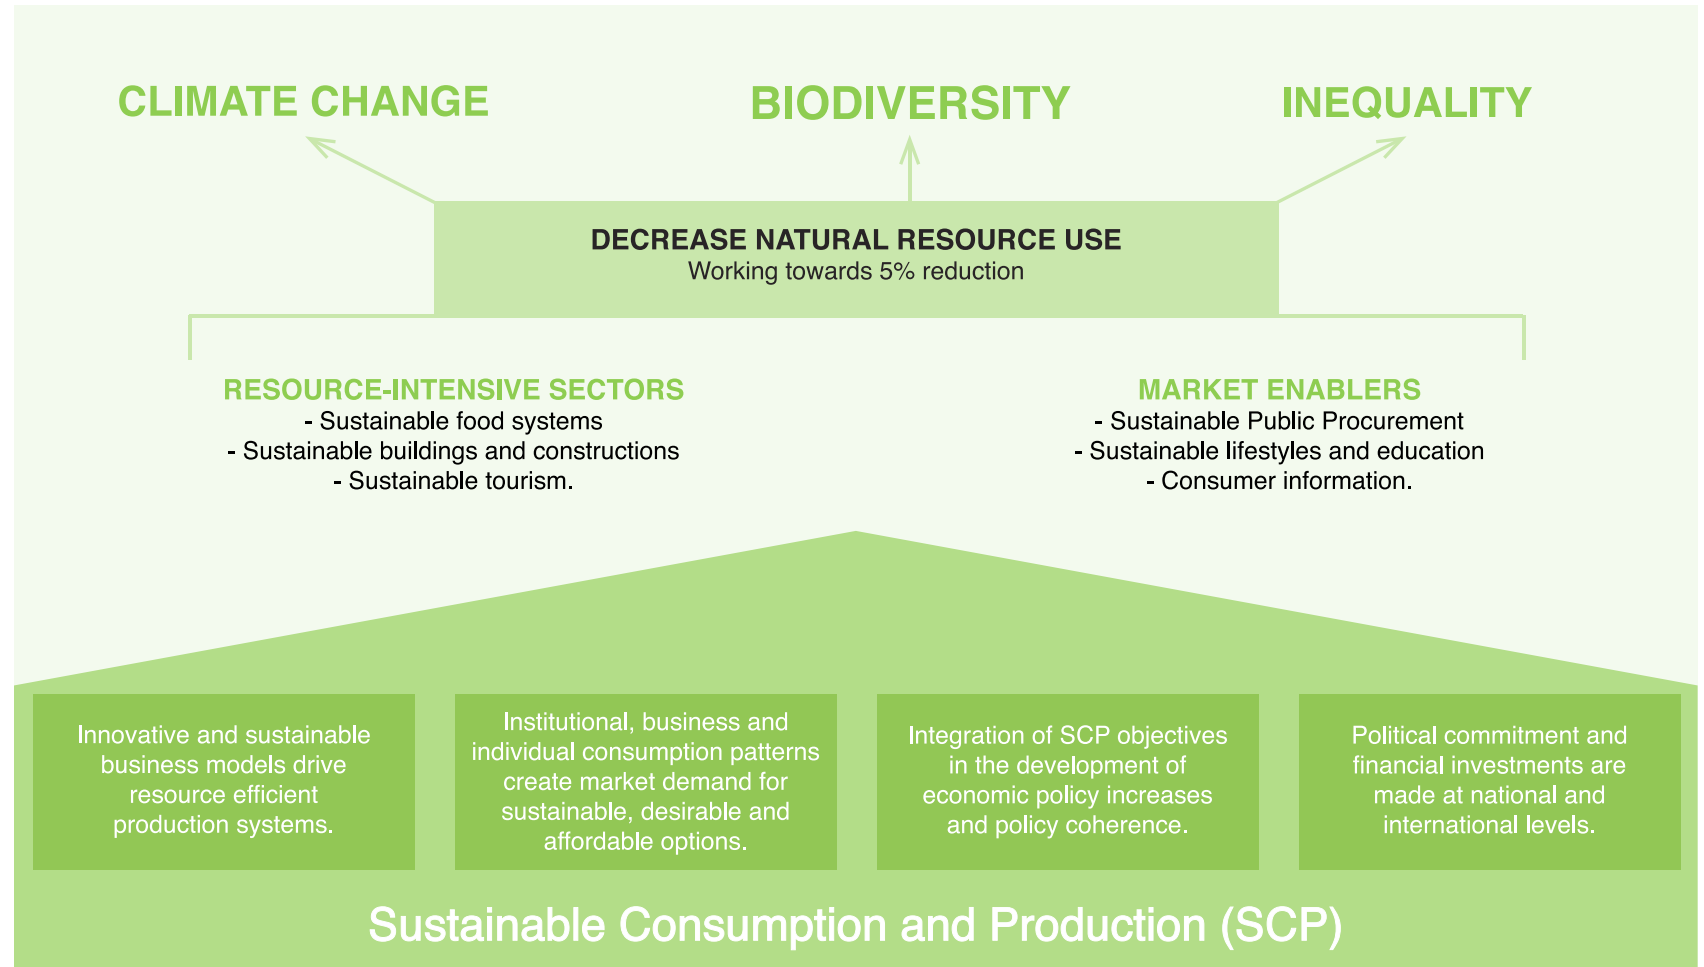 CLIMATE CHANGE
BIODIVERSITY
INEQUALITY
DECREASE NATURAL RESOURCE USE
Working towards 5% reduction
RESOURCE-INTENSIVE SECTORS
- Sustainable food systems
- Sustainable buildings and constructions
- Sustainable tourism.
MARKET ENABLERS
- Sustainable Public Procurement
- Sustainable lifestyles and education
- Consumer information.
Innovative and sustainable
business models drive
resource efficient
production systems.
Institutional, business and
individual consumption patterns
create market demand for
sustainable, desirable and
affordable options.
Integration of SCP objectives
in the development of
economic policy increases
and policy coherence.
Political commitment and
financial investments are
made at national and
international levels.
Sustainable Consumption and Production (SCP)